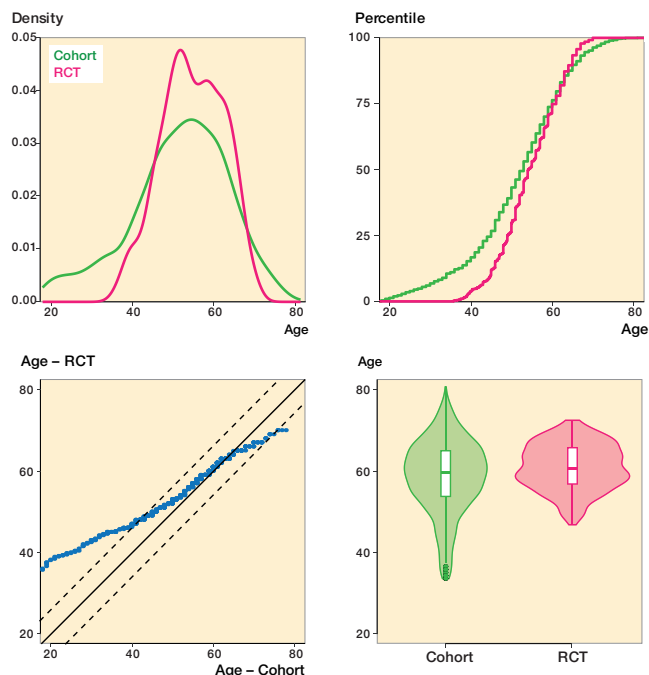 Density
0.05
0.04
0.03
0.02
0.01
0.00
Cohort
RCT
20 40 60 80
Age
Percentile
100
75
50
25
0
20 40 60 80
Age
Age – RCT
80
60
40
20
20 40 60 80
Age – Cohort
Age
80
60
40
20
Cohort RCT